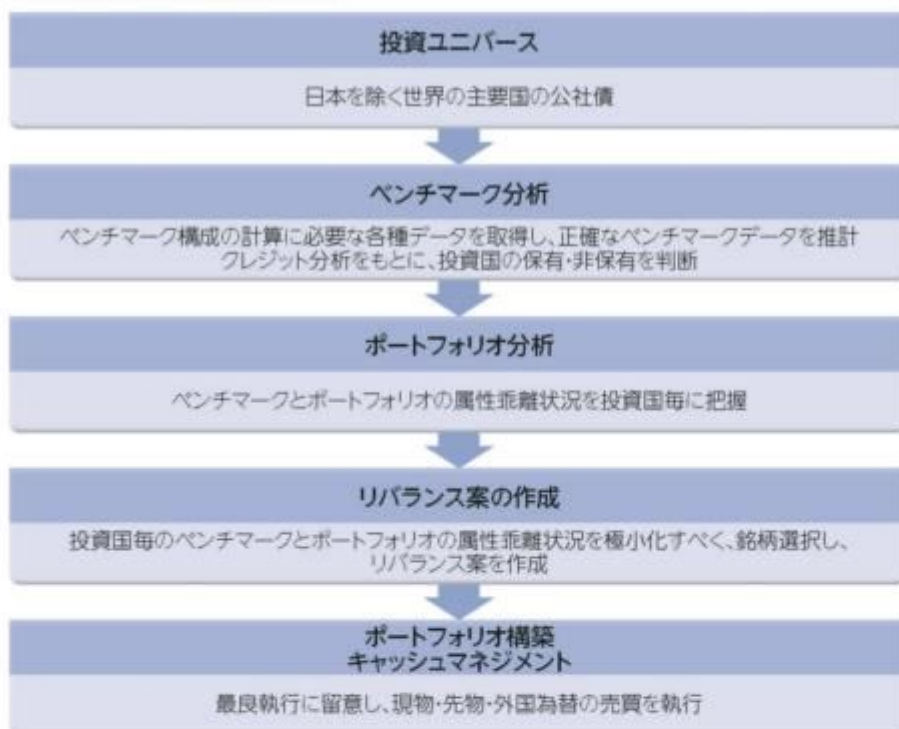 投資ユニバース
日本を除く世界の主要国の公社債
ベンチマーク分析
ベンチマーク構成の計算に必要な各種データを取得し、正確なベンチマークデータを推計
クレジット分析をもとに、投資国の保有・非保有を判断
ポートフォリオ分析
ベンチマークとポートフォリオの属性乖離状況を投資国毎に把握
リバランス案の作成
投資国毎のベンチマークとポートフォリオの属性乖離状況を極小化すべく、銘柄選択し、
リバランス案を作成
ポートフォリオ構築
キャッシュマネジメント
最良執行に留意し、現物・先物・外国為替の売買を執行